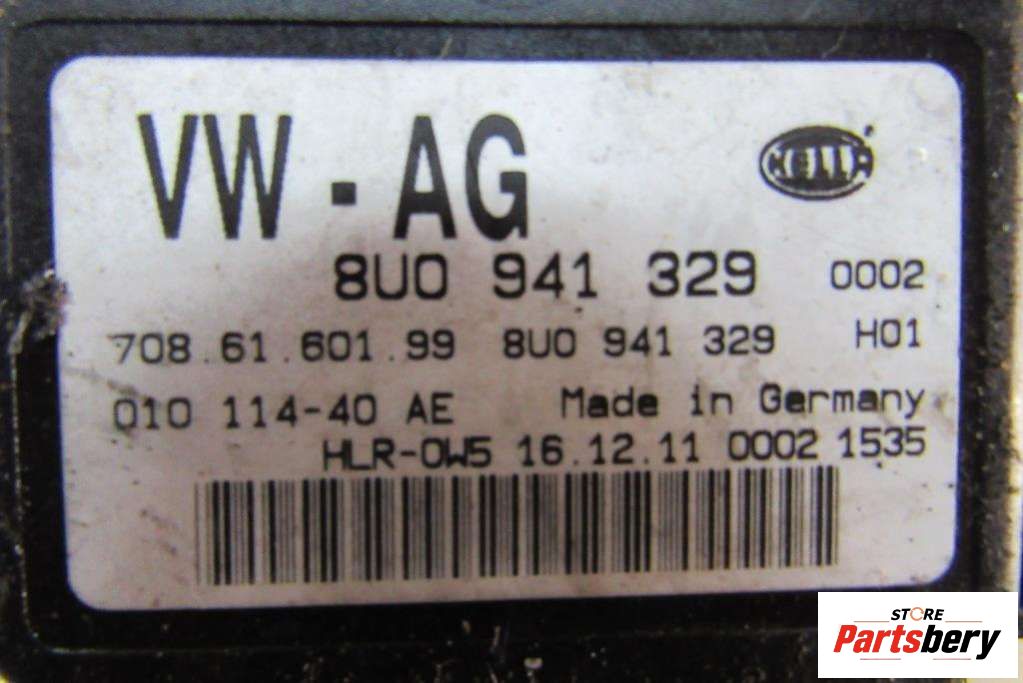 VW - AG
HELLA
8U0 941 329 0002
708.61.601.99 8U0 941 329 H01
010 114-40 AE Made in Germany
HLR-0W5 16.12.11 0002 1535
STORE
Partsbery